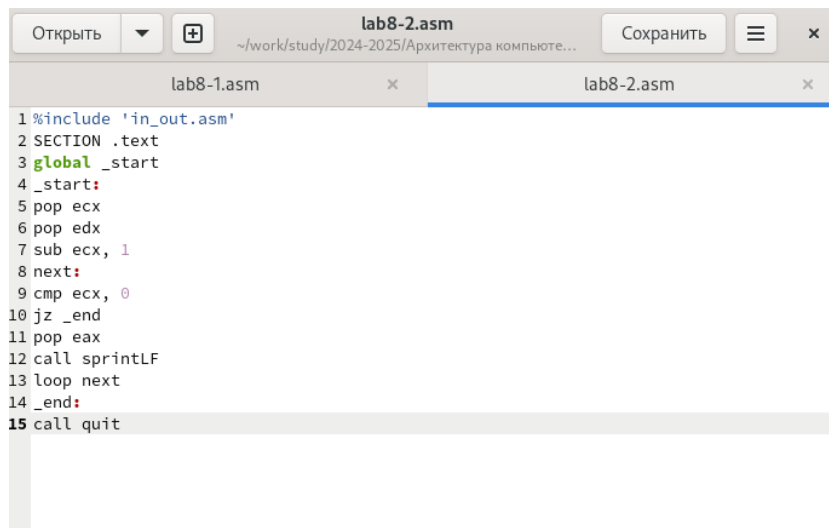 Открыть
lab8-2.asm
~/work/study/2024-2025/Архитектура компьюте...
Сохранить
lab8-1.asm
lab8-2.asm
1 %include 'in_out.asm'
2 SECTION .text
3 global _start
4 _start:
5 pop ecx
6 pop edx
7 sub ecx, 1
8 next:
9 cmp ecx, 0
10 jz _end
11 pop eax
12 call sprintLF
13 loop next
14 _end:
15 call quit